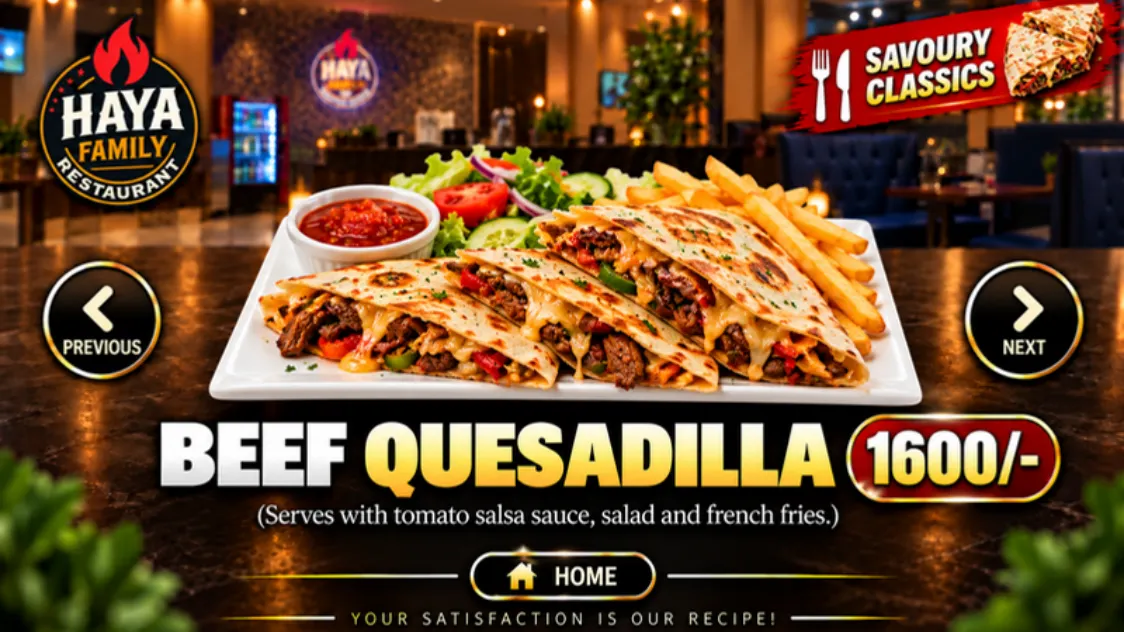 HAYA
FAMILY
RESTAURANT
HAYA
SAVOURY
CLASSICS
PREVIOUS
NEXT
BEEF QUESADILLA 1600/-
(Serves with tomato salsa sauce, salad and french fries.)
HOME
YOUR SATISFACTION IS OUR RECIPE!